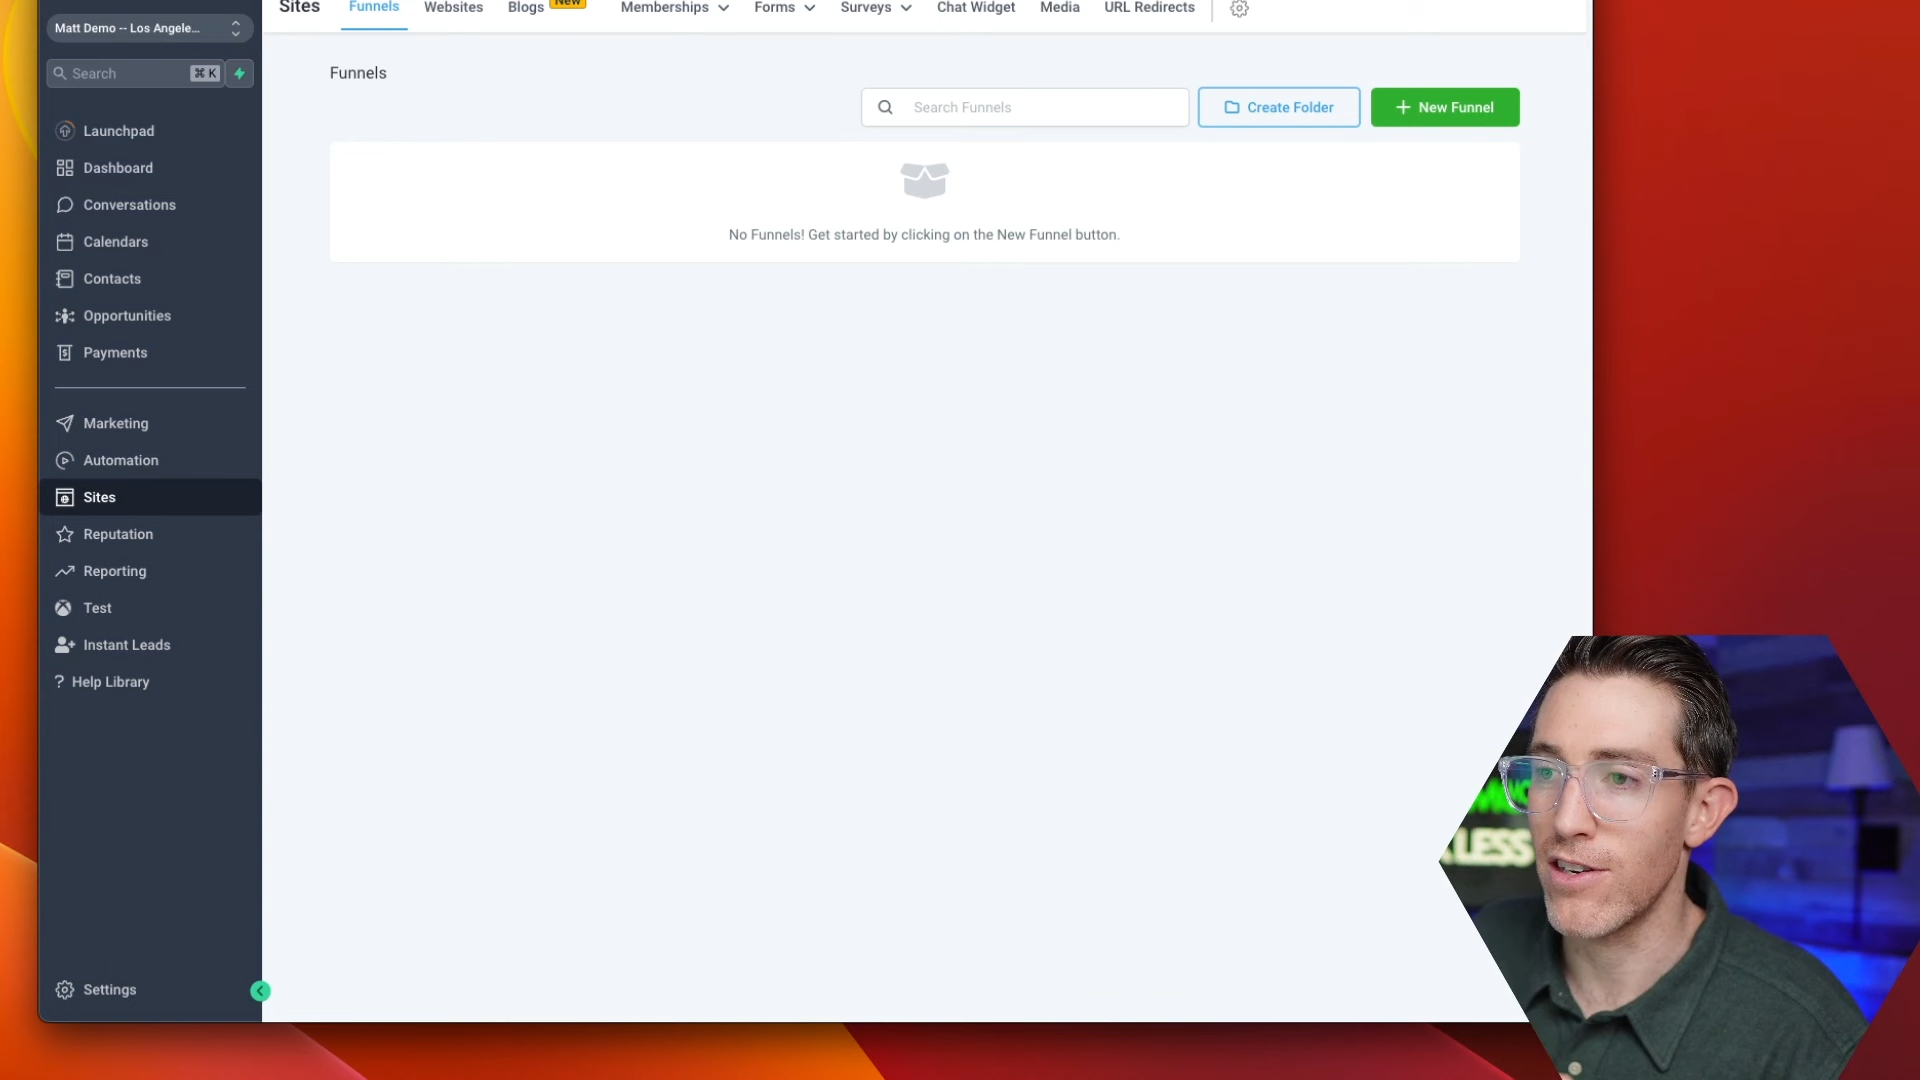 Matt Demo -- Los Angele...
Search ⌘ K
Launchpad
Dashboard
Conversations
Calendars
Contacts
Opportunities
Payments
Marketing
Automation
Sites
Reputation
Reporting
Test
Instant Leads
? Help Library
Settings
Sites Funnels Websites Blogs New Memberships Forms Surveys Chat Widget Media URL Redirects
Funnels
Search Funnels Create Folder + New Funnel
No Funnels! Get started by clicking on the New Funnel button.
LESS